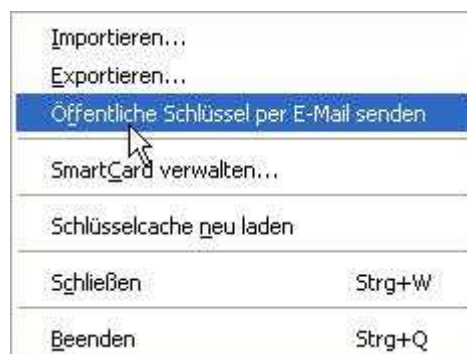 Importieren...
Exportieren...
Öffentliche Schlüssel per E-Mail senden
SmartCard verwalten...
Schlüsselcache neu laden
Schließen Strg+W
Beenden Strg+Q